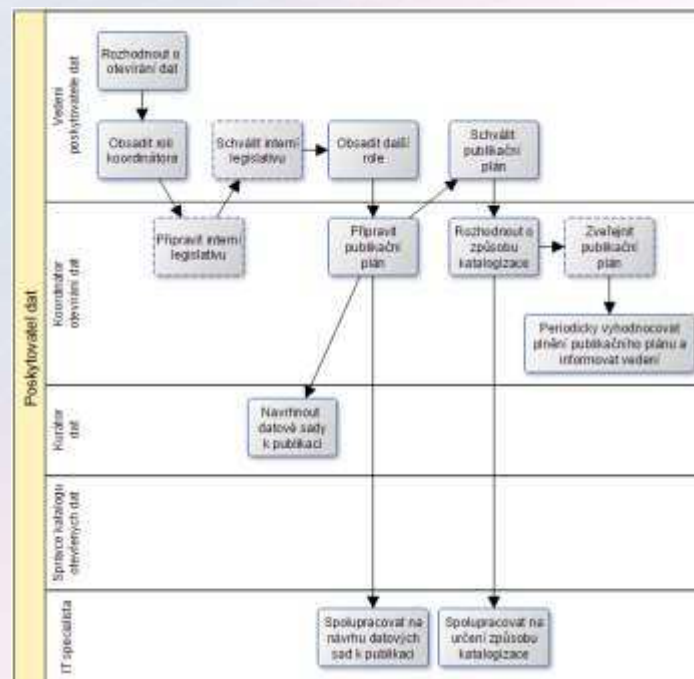 Poskytovatel dat
Vedení
poskytovatele dat
Rozhodnout o
otevírání dat
Obsadit roli
koordinátora
Schválit interní
legislativu
Obsadit další
role
Schválit
publikační
plán
Koordinátor
otevírání dat
Připravit interní
legislativu
Připravit
publikační
plán
Rozhodnout o
způsobu
katalogizace
Zveřejnit
publikační
plán
Periodicky vyhodnocovat
plnění publikačního plánu a
informovat vedení
Kurátor
dat
Navrhnout
datové sady
k publikaci
Správce katalogu
otevřených dat
IT specialista
Spolupracovat na
návrhu datových
sad k publikaci
Spolupracovat na
určení způsobu
katalogizace